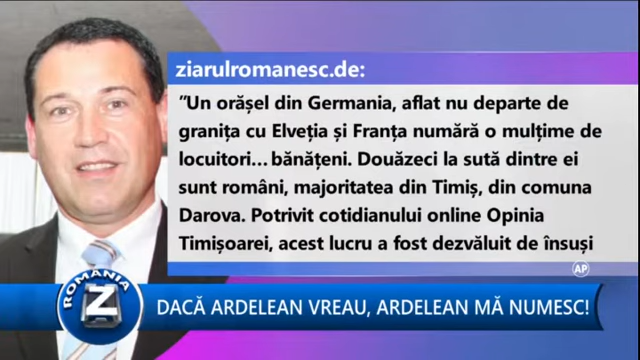 ziarulromanesc.de:
”Un orășel din Germania, aflat nu departe de
granița cu Elveția și Franța numără o mulțime de
locuitori... bănățeni. Douăzeci la sută dintre ei
sunt români, majoritatea din Timiș, din comuna
Darova. Potrivit cotidianului online Opinia
Timișoarei, acest lucru a fost dezvăluit de însuși
AP
ROMANIA
Z
DACĂ ARDELEAN VREAU, ARDELEAN MĂ NUMESC!